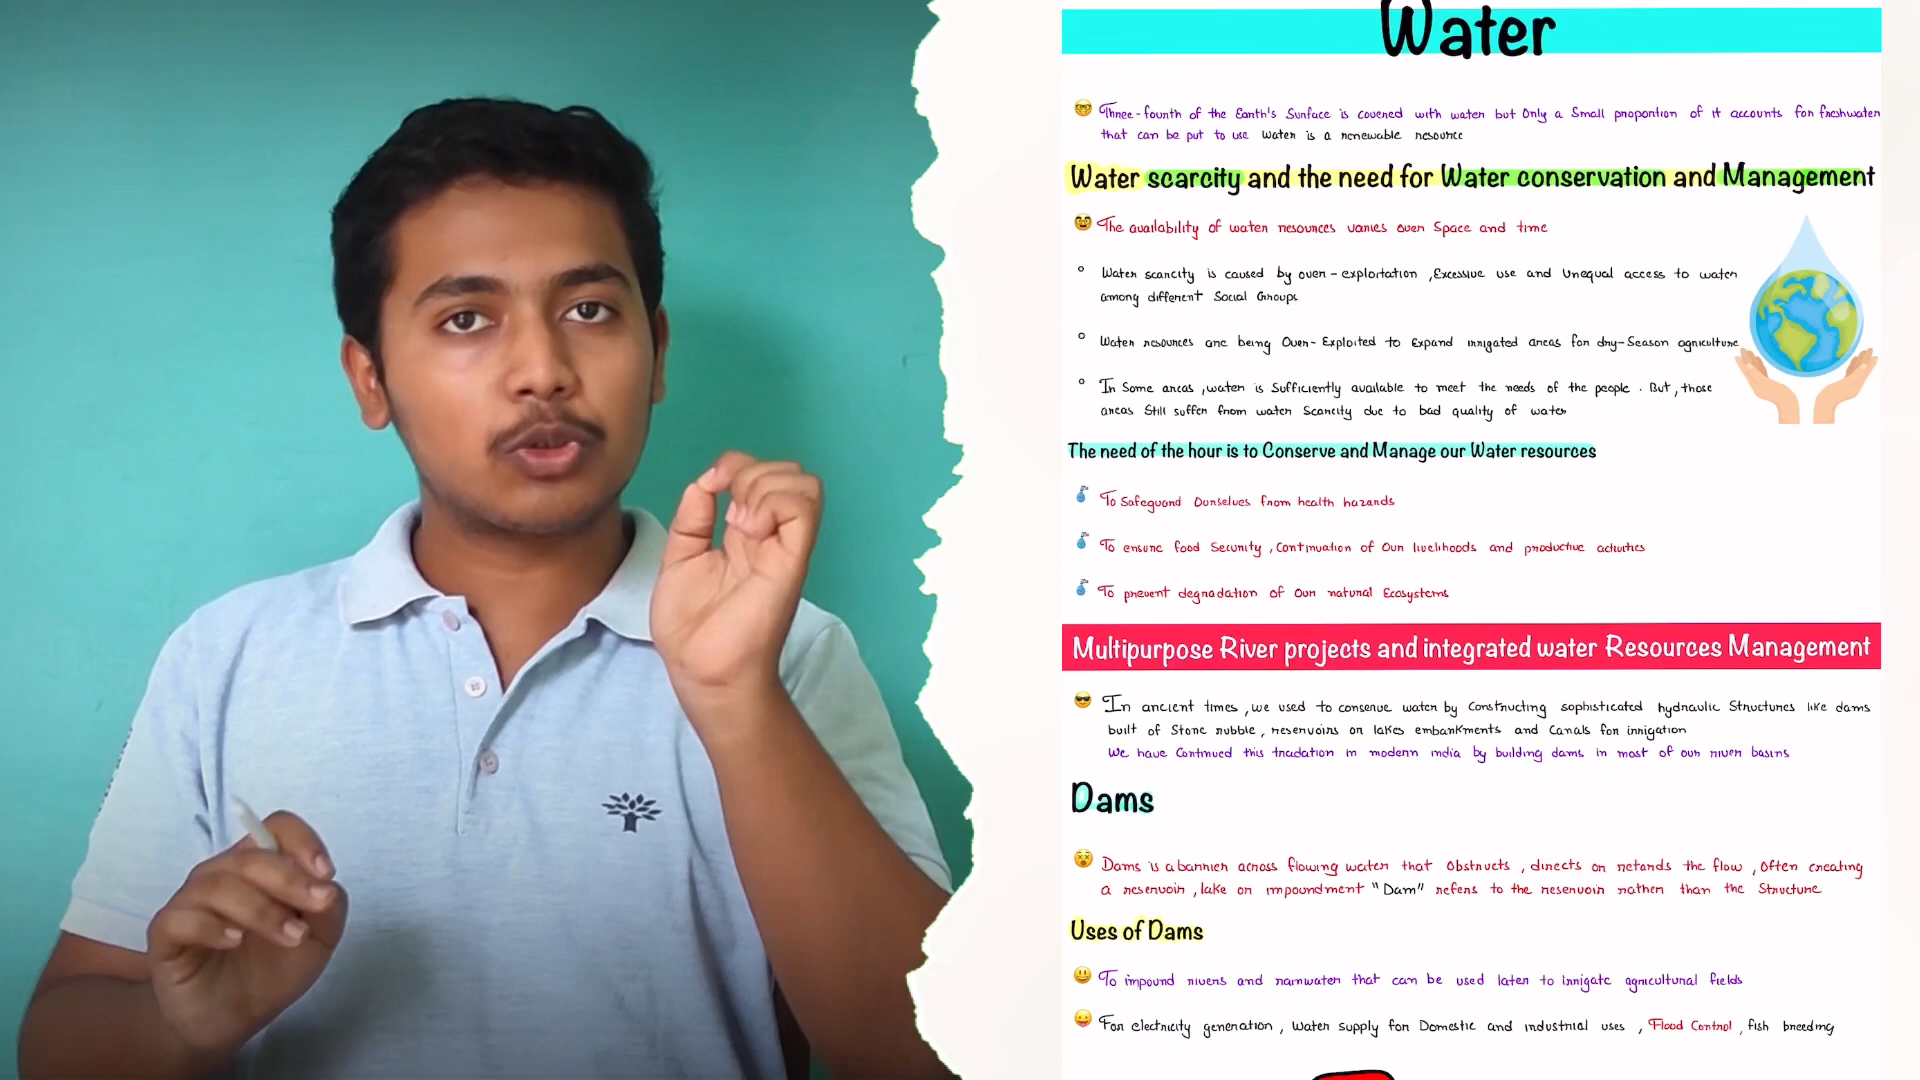 Water
Three-fourth of the Earth's Surface is covered with water but Only a Small proportion of it accounts for freshwater
that can be put to use Water is a renewable resource
Water scarcity and the need for Water conservation and Management
The availability of water resources varies over Space and time
Water scarcity is caused by over-exploitation, Excessive use and Unequal access to water
among different Social Groups
Water resources are being Over-Exploited to Expand irrigated areas for dry-Season agriculture
In Some areas, water is Sufficiently available to meet the needs of the people. But, those
areas Still suffer from water Scarcity due to bad quality of water
The need of the hour is to Conserve and Manage our Water resources
To Safeguard Ourselves from health hazards
To ensure food Security, Continuation of Our livelihoods and productive activities
To prevent degradation of Our natural Ecosystems
Multipurpose River projects and integrated water Resources Management
In ancient times, we used to conserve water by Constructing sophisticated hydraulic Structures like dams
built of Stone rubble, reservoirs or lakes embankments and Canals for irrigation
We have Continued this tradation in modern india by building dams in most of our river basins
Dams
Dams is a barrier across flowing water that Obstructs, directs or retards the flow, Often creating
a reservoir, lake or impoundment "Dam" refers to the reservoir rather than the Structure
Uses of Dams
To impound rivers and rainwater that can be used later to irrigate agricultural fields
For electricity generation, Water supply for Domestic and industrial uses, Flood Control, fish breeding